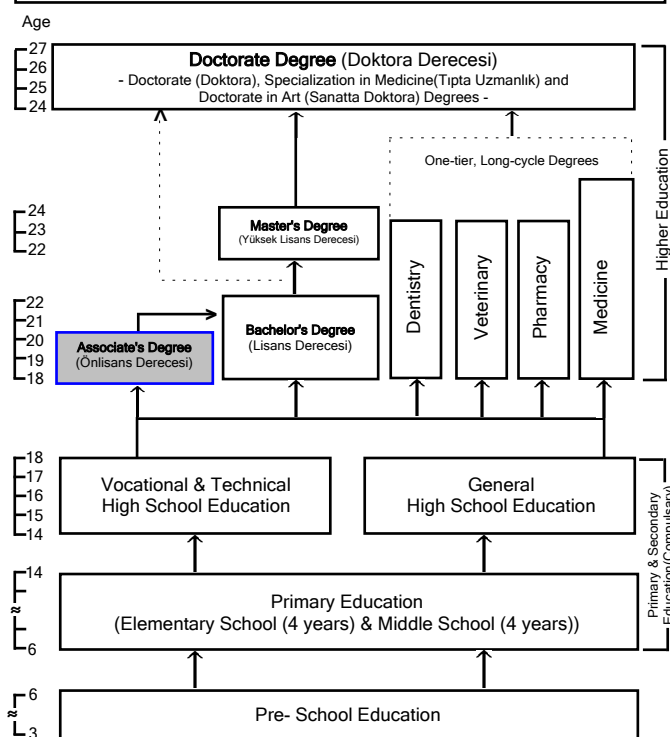 Age
27
26
25
24
Doctorate Degree (Doktora Derecesi)
- Doctorate (Doktora), Specialization in Medicine(Tıpta Uzmanlık) and
Doctorate in Art (Sanatta Doktora) Degrees -
One-tier, Long-cycle Degrees
Higher Education
24
23
22
Master's Degree
(Yüksek Lisans Derecesi)
Dentistry
Veterinary
Pharmacy
Medicine
22
21
20
19
18
Associate's Degree
(Önlisans Derecesi)
Bachelor's Degree
(Lisans Derecesi)
18
17
16
15
14
Vocational & Technical
High School Education
General
High School Education
Primary & Secondary
Education(Compulsary)
14
≈
6
Primary Education
(Elementary School (4 years) & Middle School (4 years))
6
≈
3
Pre- School Education